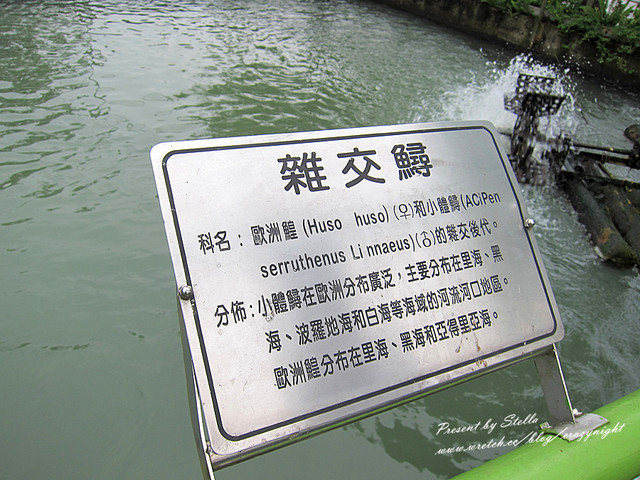 雜交鱘
科名：歐洲鰉(Huso huso)(♀)和小體鱘(ACiPen
serruthenus Li nnaeus)(♂)的雜交後代。
分佈：小體鱘在歐洲分布廣泛，主要分布在里海、黑
海、波羅地海和白海等海域的河流河口地區。
歐洲鰉分布在里海、黑海和亞得里亞海。
Present by Stella
www.wretch.cc/blog/crazynight